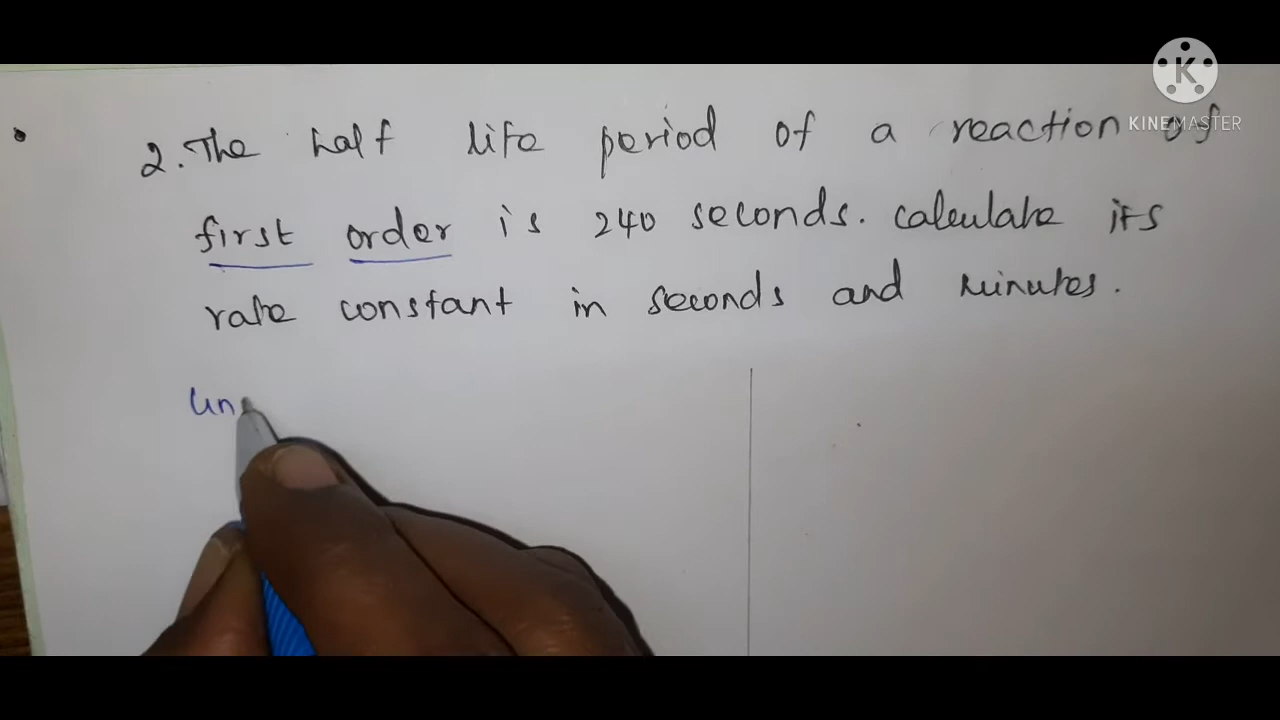 KINEMASTER
2. The half life period of a reaction of
first order is 240 seconds. calculate its
rate constant in seconds and minutes.
Un